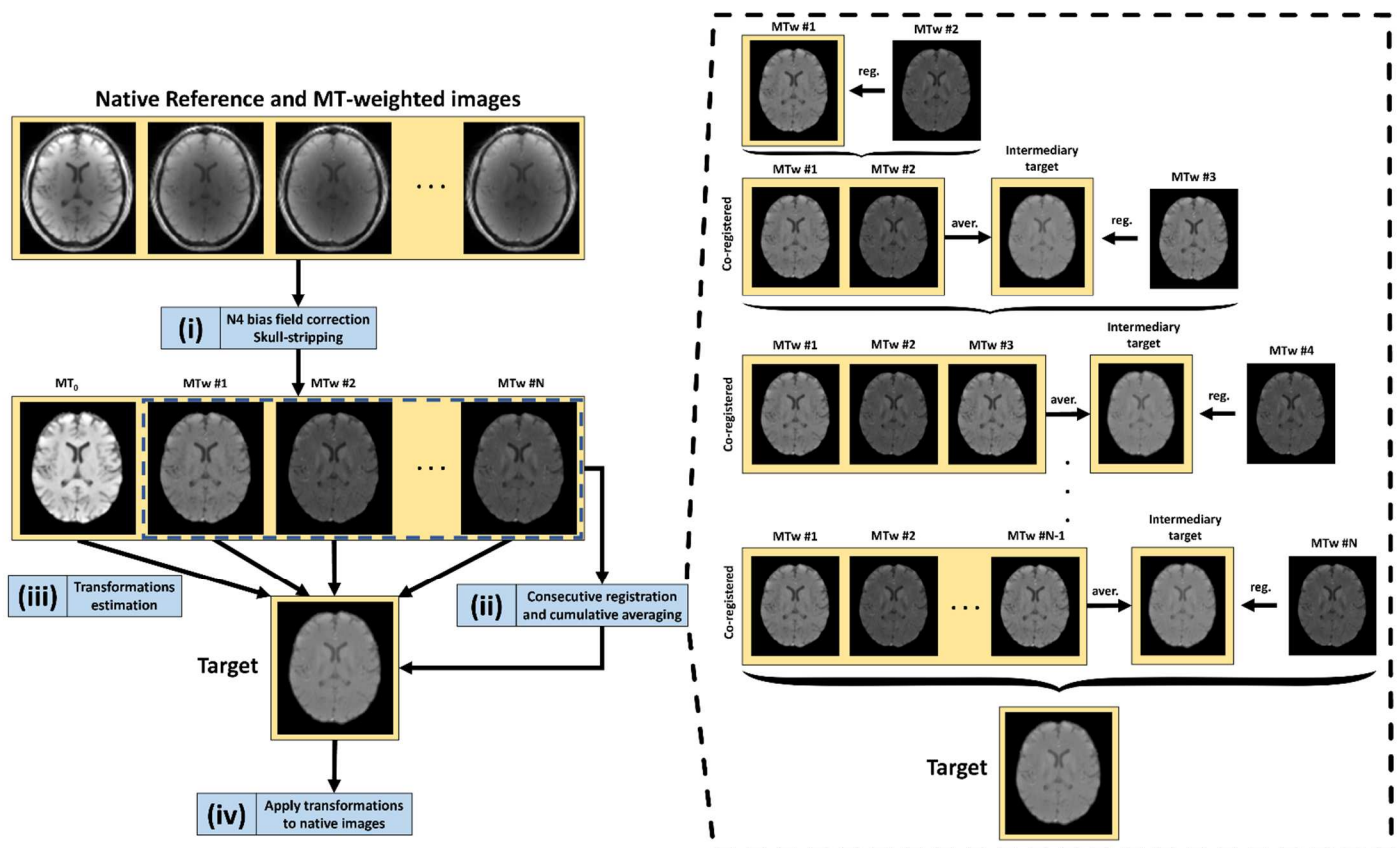 Native Reference and MT-weighted images
. . .
(i)
N4 bias field correction
Skull-stripping
MT₀
MTw #1
MTw #2
MTw #N
. . .
(iii)
Transformations
estimation
(ii)
Consecutive registration
and cumulative averaging
Target
(iv)
Apply transformations
to native images
MTw #1
MTw #2
reg.
Co-registered
MTw #1
MTw #2
aver.
Intermediary
target
reg.
MTw #3
Co-registered
MTw #1
MTw #2
MTw #3
aver.
Intermediary
target
reg.
MTw #4
.
.
.
Co-registered
MTw #1
MTw #2
. . .
MTw #N-1
aver.
Intermediary
target
reg.
MTw #N
Target